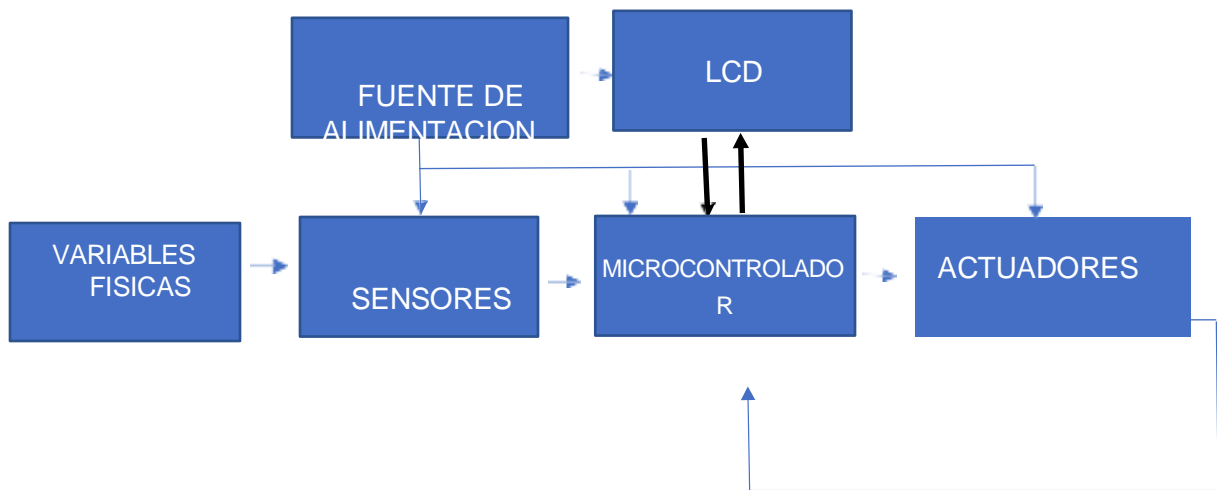 FUENTE DE
ALIMENTACION
LCD
VARIABLES
FISICAS
SENSORES
MICROCONTROLADO
R
ACTUADORES